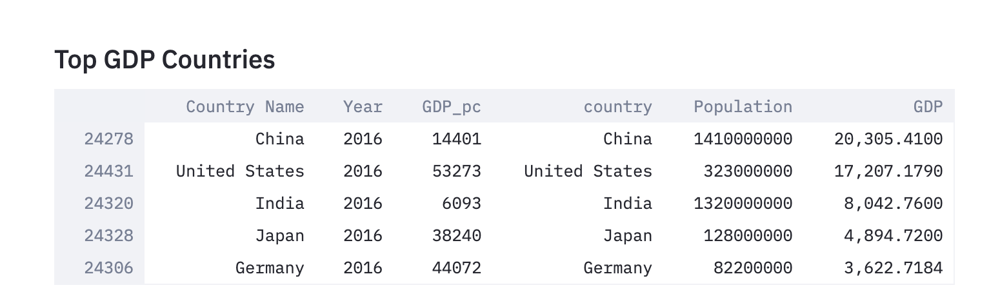 Top GDP Countries
Country Name Year GDP_pc country Population GDP
24278 China 2016 14401 China 1410000000 20,305.4100
24431 United States 2016 53273 United States 323000000 17,207.1790
24320 India 2016 6093 India 1320000000 8,042.7600
24328 Japan 2016 38240 Japan 128000000 4,894.7200
24306 Germany 2016 44072 Germany 82200000 3,622.7184